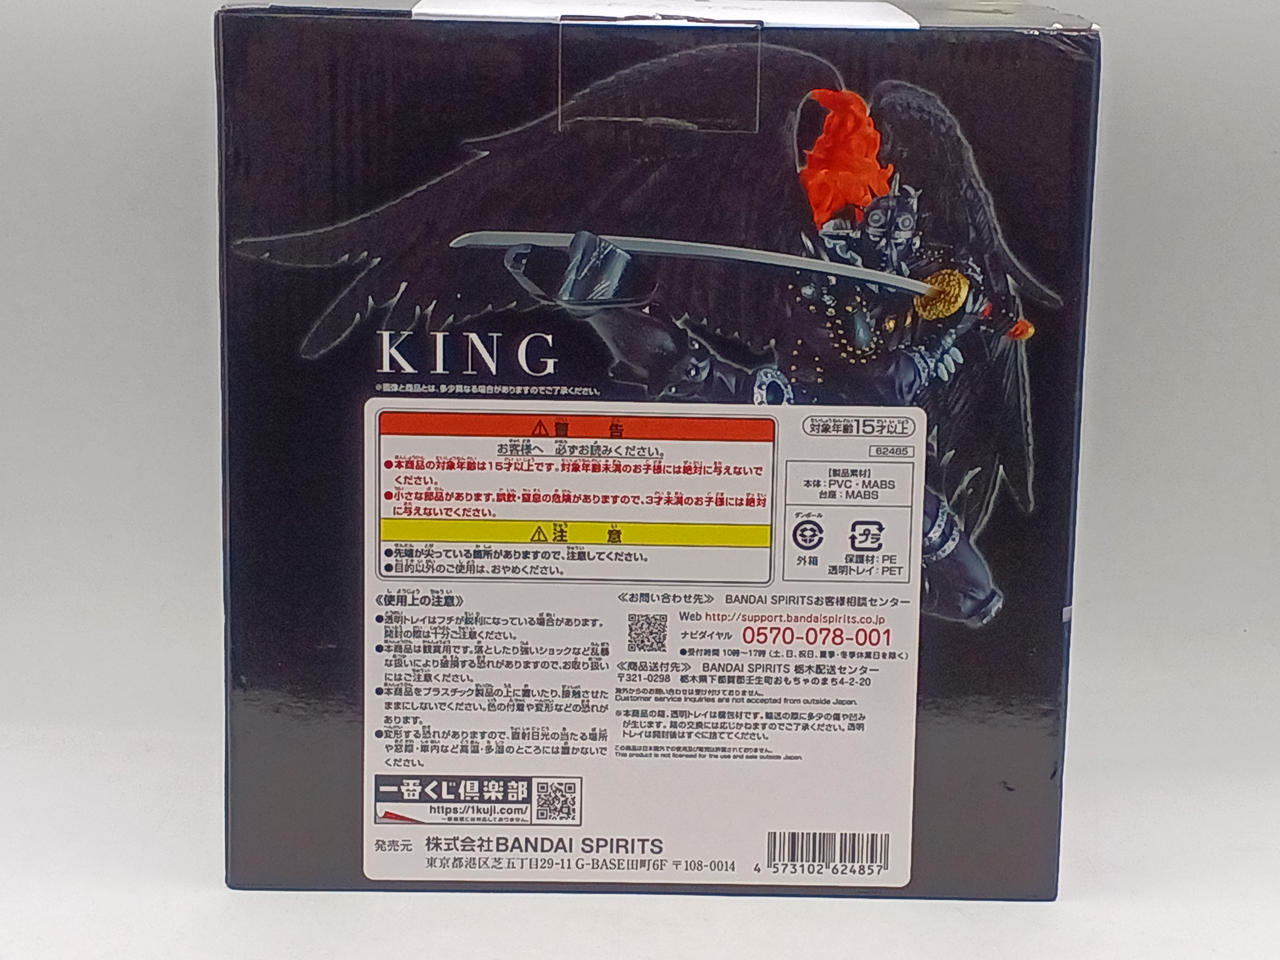 KING
※画像と商品とは、多少異なる場合がありますのでご了承ください。
⚠警告
お客様へ 必ずお読みください。
●本商品の対象年齢は15才以上です。対象年齢未満のお子様には絶対に与えないで
ください。
●小さな部品があります。誤飲・窒息の危険がありますので、3才未満のお子様には絶対
に与えないでください。
⚠注意
●先端が尖っている箇所がありますので、注意してください。
●目的以外のご使用は、おやめください。
対象年齢15才以上
62485
【製品素材】
本体：PVC・MABS
台座：MABS
ダンボール
外箱
プラ
保護材：PE
透明トレイ：PET
《使用上の注意》
●透明トレイはフチが鋭利になっている場合があります。
開封の際は十分ご注意ください。
●本商品は観賞用です。落としたり強いショックなど乱暴
な扱いにより破損する恐れがありますので、お取り扱い
にはご注意ください。
●本商品をプラスチック製品の上に置いたり、接触させた
ままにしないでください。色の付着や変形などの恐れが
あります。
●変形する恐れがありますので、直射日光の当たる場所
や窓際・車内など高温・多湿のところには置かないで
ください。
≪お問い合わせ先≫ BANDAI SPIRITSお客様相談センター
Web http://support.bandaispirits.co.jp
ナビダイヤル 0570-078-001
●受付時間 10時〜17時（土、日、祝日、夏季・冬季休業日を除く）
≪商品送付先≫ BANDAI SPIRITS 栃木配送センター
〒321-0298 栃木県下都賀郡壬生町おもちゃのまち4-2-20
海外からのお問い合わせは受け付けておりません。
Customer service inquiries are not accepted from outside Japan.
※本商品の箱、透明トレイは梱包材です。輸送の際に多少の傷や凹み
が生じます。箱の交換には応じかねますのでご了承ください。透明
トレイは開封後はすぐに捨ててください。
この商品は日本国外での使用及び販売は許諾されておりません。
This product is not licensed for the use and sale outside Japan.
一番くじ倶楽部
https://1kuji.com/
発売元 株式会社BANDAI SPIRITS
東京都港区芝五丁目29-11 G-BASE田町6F 〒108-0014
4 573102 624857